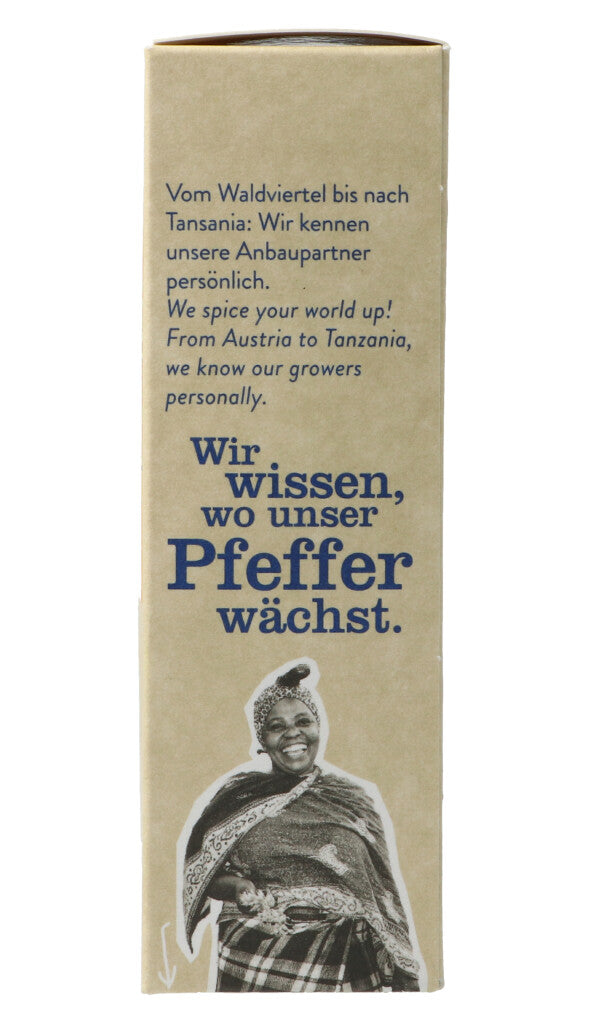 Vom Waldviertel bis nach
Tansania: Wir kennen
unsere Anbaupartner
persönlich.
We spice your world up!
From Austria to Tanzania,
we know our growers
personally.
Wir
wissen,
wo unser
Pfeffer
wächst.